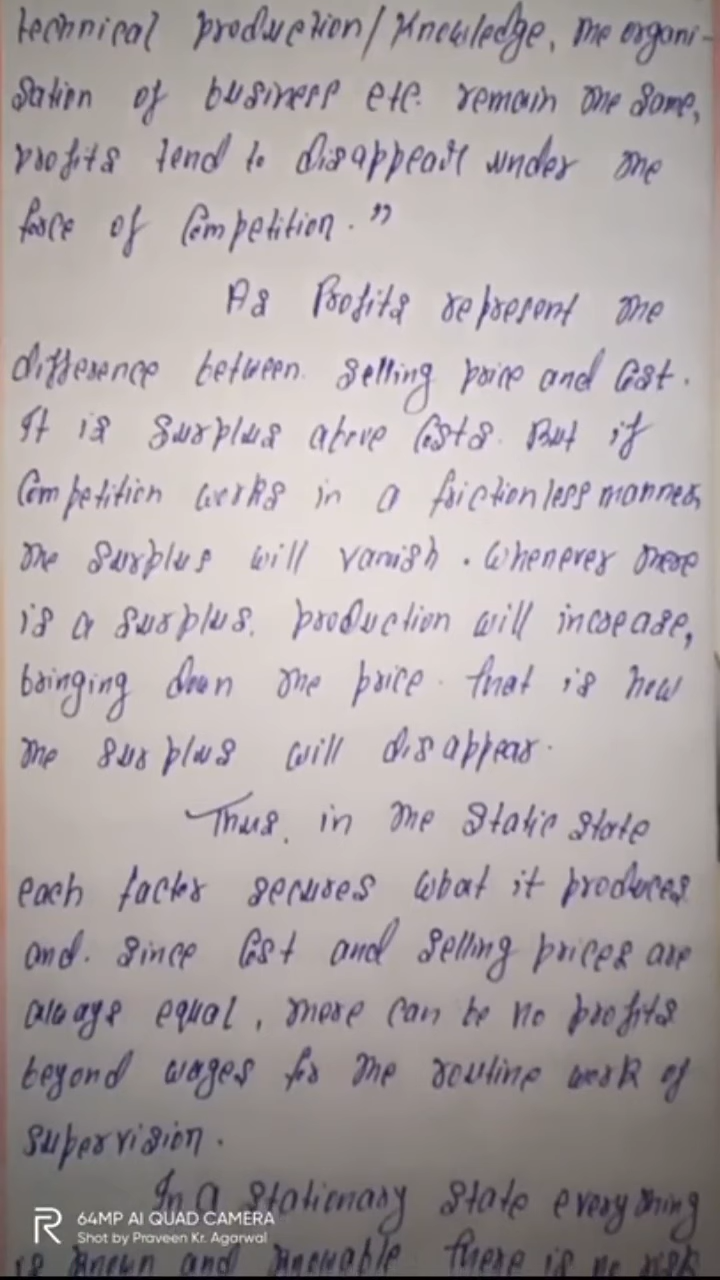 technical production/knowledge, the organi-
sation of business etc. remain the same,
profits tend to disappear under the
force of competition."
As Profits represent the
difference between selling price and cost.
It is surplus above costs. But if
competition works in a frictionless manner,
the surplus will vanish. Whenever there
is a surplus, production will increase,
bringing down the price. that is how
the surplus will disappear.
Thus, in the static state
each factor secures what it produces
and. since cost and selling prices are
always equal, there can be no profits
beyond wages for the routine work of
supervision.
In a stationary state everything
is known and knowable there is no risk
64MP AI QUAD CAMERA
Shot by Praveen Kr. Agarwal